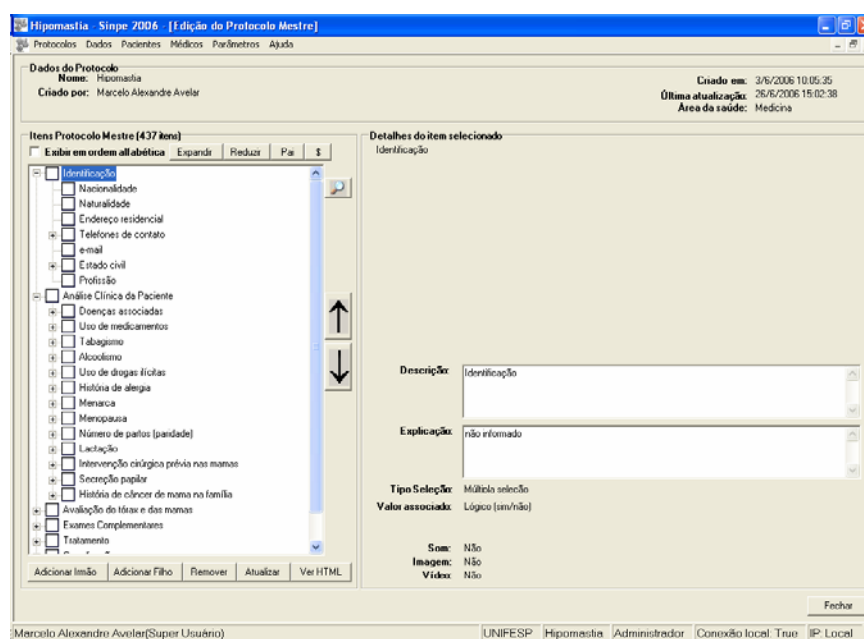 Hipomastia - Sinpe 2006 - [Edição do Protocolo Mestre]
Protocolos Dados Pacientes Médicos Parâmetros Ajuda
Dados do Protocolo
Nome: Hipomastia
Criado por: Marcelo Alexandre Avelar
Criado em: 3/6/2006 10:05:35
Última atualização: 26/6/2006 15:02:38
Área da saúde: Medicina
Itens Protocolo Mestre (437 itens)
Exibir em ordem alfabética Expandir Reduzir Pai $
Identificação
Nacionalidade
Naturalidade
Endereço residencial
Telefones de contato
e-mail
Estado civil
Profissão
Análise Clínica da Paciente
Doenças associadas
Uso de medicamentos
Tabagismo
Alcoolismo
Uso de drogas ilícitas
História de alergia
Menarca
Menopausa
Número de partos (paridade)
Lactação
Intervenção cirúrgica prévia nas mamas
Secreção papilar
História de câncer de mama na família
Avaliação do tórax e das mamas
Exames Complementares
Tratamento
Adicionar Irmão Adicionar Filho Remover Atualizar Ver HTML
Detalhes do item selecionado
Identificação
Descrição: Identificação
Explicação: não informado
Tipo Seleção: Múltipla seleção
Valor associado: Lógico (sim/não)
Som: Não
Imagem: Não
Vídeo: Não
Fechar
Marcelo Alexandre Avelar(Super Usuário) UNIFESP Hipomastia Administrador Conexão local: True IP: Local